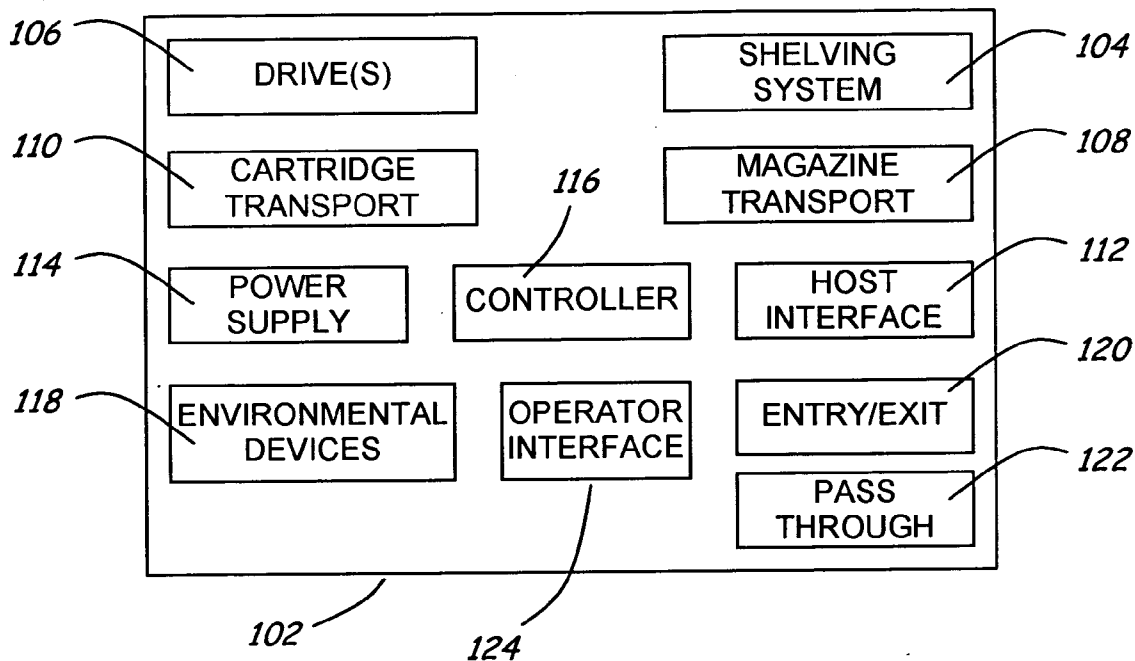 106
DRIVE(S)
SHELVING
SYSTEM
104
110
CARTRIDGE
TRANSPORT
116
MAGAZINE
TRANSPORT
108
114
POWER
SUPPLY
CONTROLLER
HOST
INTERFACE
112
118
ENVIRONMENTAL
DEVICES
OPERATOR
INTERFACE
ENTRY/EXIT
120
PASS
THROUGH
122
102
124